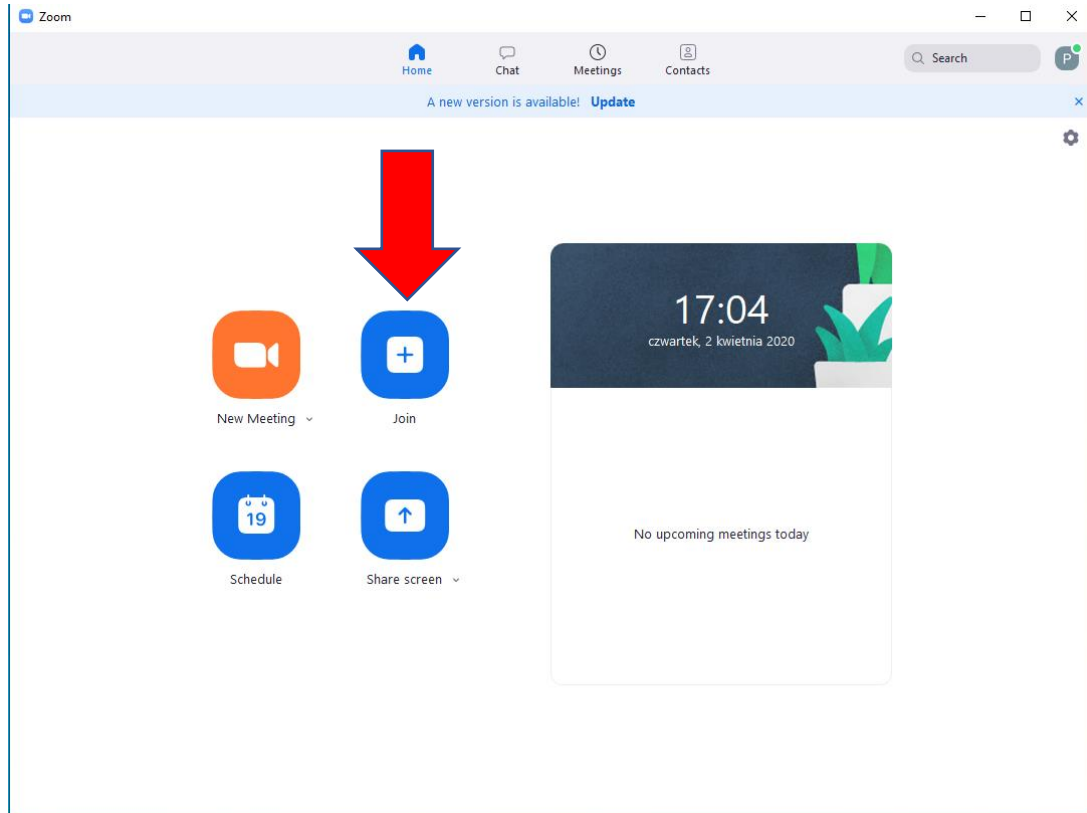 Zoom
Home Chat Meetings Contacts
Search
P
A new version is available! Update
17:04
czwartek, 2 kwietnia 2020
New Meeting Join
19
Schedule Share screen
No upcoming meetings today